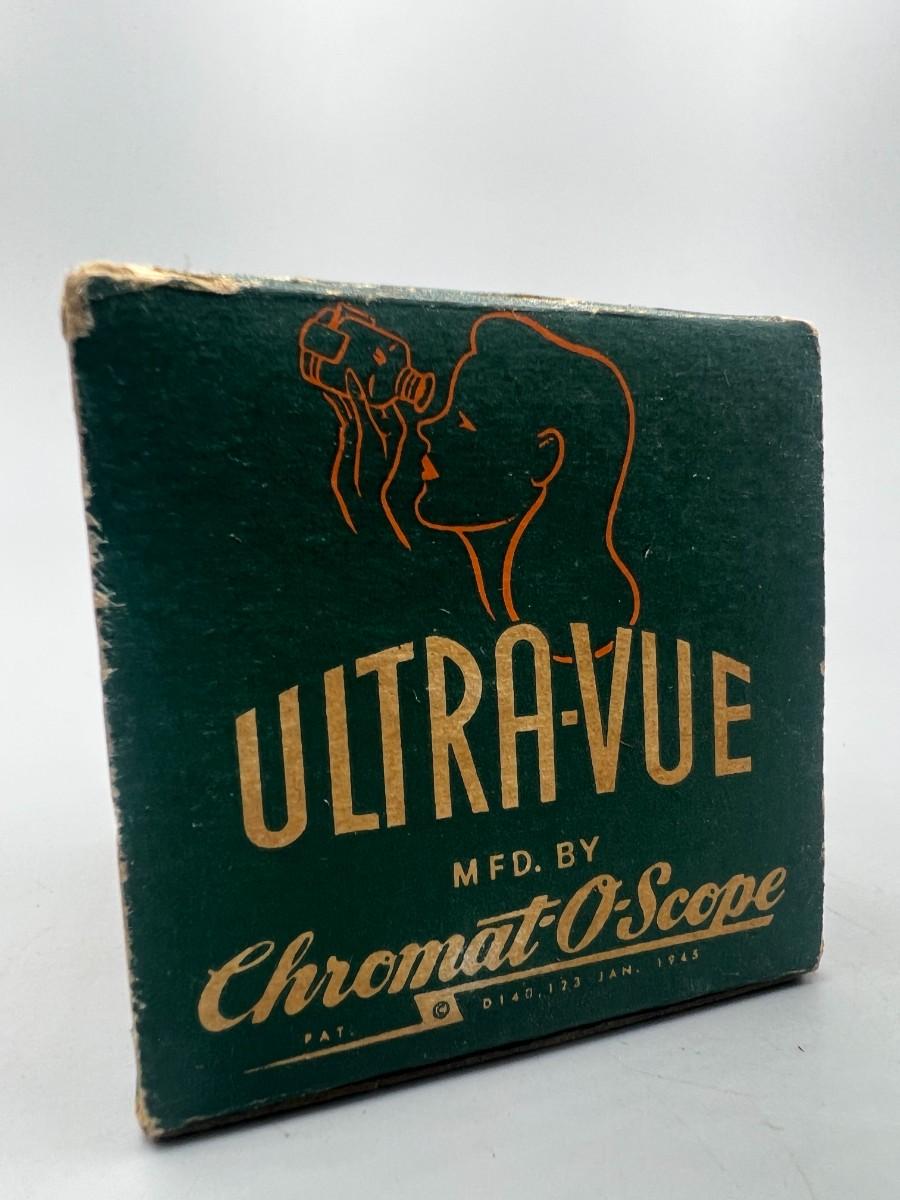 ULTRA-VUE
MFD. BY
Chromat-O-Scope
PAT. © D140,123 JAN. 1945